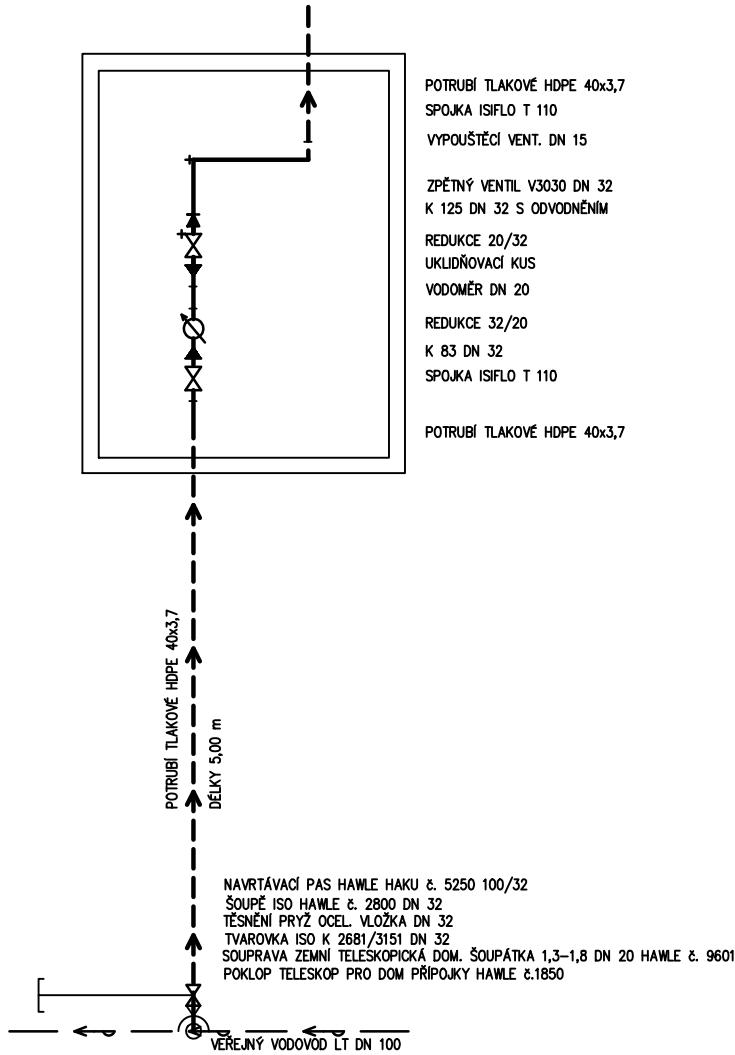 POTRUBÍ TLAKOVÉ HDPE 40x3,7
SPOJKA ISIFLO T 110
VYPOUŠTĚCÍ VENT. DN 15
ZPĚTNÝ VENTIL V3030 DN 32
K 125 DN 32 S ODVODNĚNÍM
REDUKCE 20/32
UKLIDŇOVACÍ KUS
VODOMĚR DN 20
REDUKCE 32/20
K 83 DN 32
SPOJKA ISIFLO T 110
POTRUBÍ TLAKOVÉ HDPE 40x3,7
POTRUBÍ TLAKOVÉ HDPE 40x3,7
DÉLKY 5,00 m
NAVRTÁVACÍ PAS HAWLE HAKU č. 5250 100/32
ŠOUPĚ ISO HAWLE č. 2800 DN 32
TĚSNĚNÍ PRYŽ OCEL. VLOŽKA DN 32
TVAROVKA ISO K 2681/3151 DN 32
SOUPRAVA ZEMNÍ TELESKOPICKÁ DOM. ŠOUPÁTKA 1,3-1,8 DN 20 HAWLE č. 9601
POKLOP TELESKOP PRO DOM PŘÍPOJKY HAWLE č.1850
VEŘEJNÝ VODOVOD LT DN 100